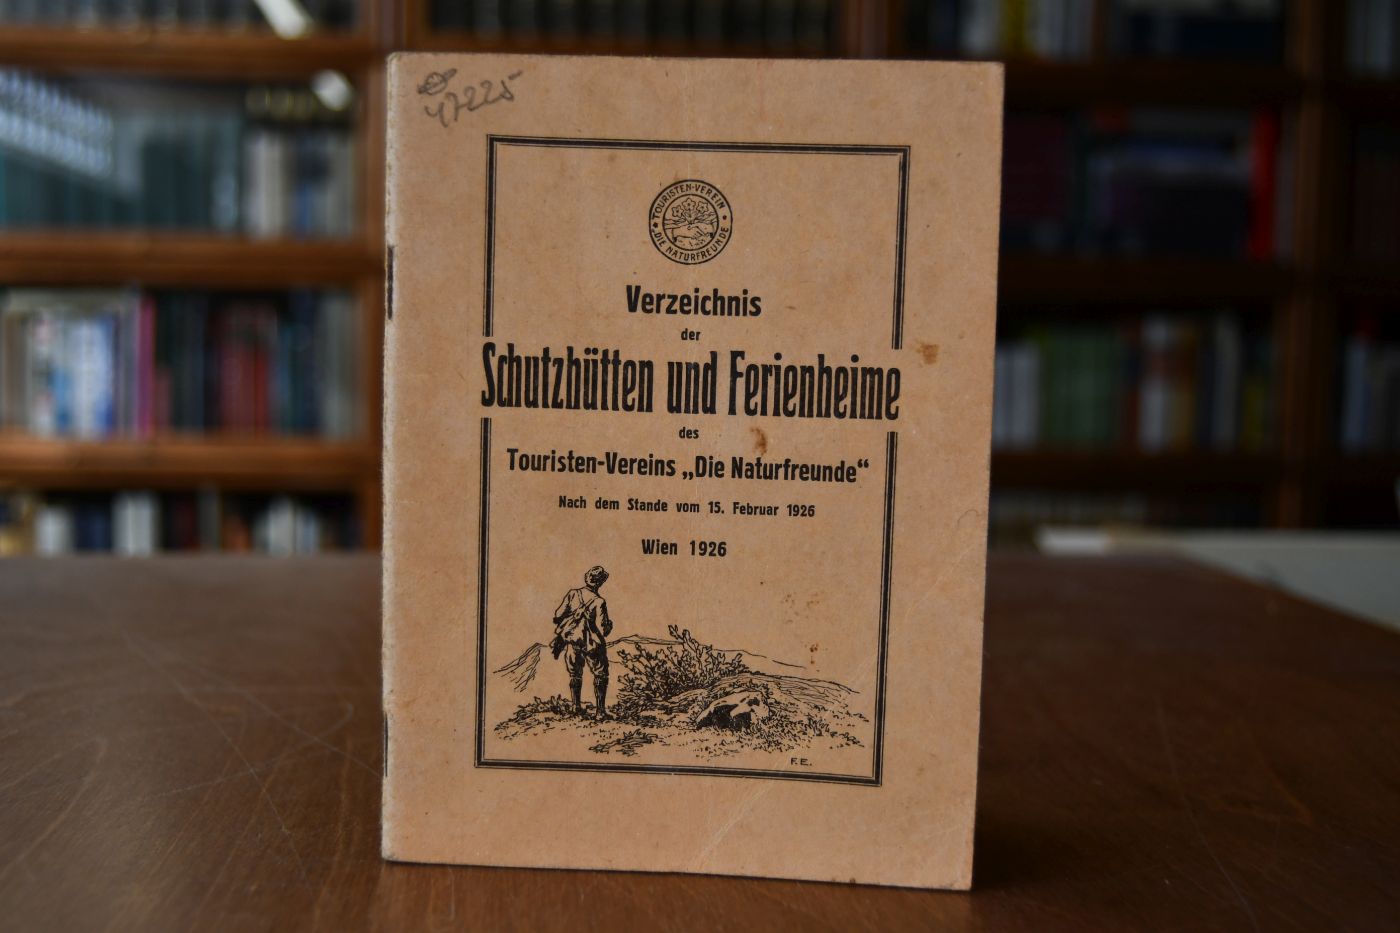 47225
TOURISTEN-VEREIN
"DIE NATURFREUNDE"
Verzeichnis
der
Schutzhütten und Ferienheime
des
Touristen-Vereins „Die Naturfreunde“
Nach dem Stande vom 15. Februar 1926
Wien 1926
F.E.